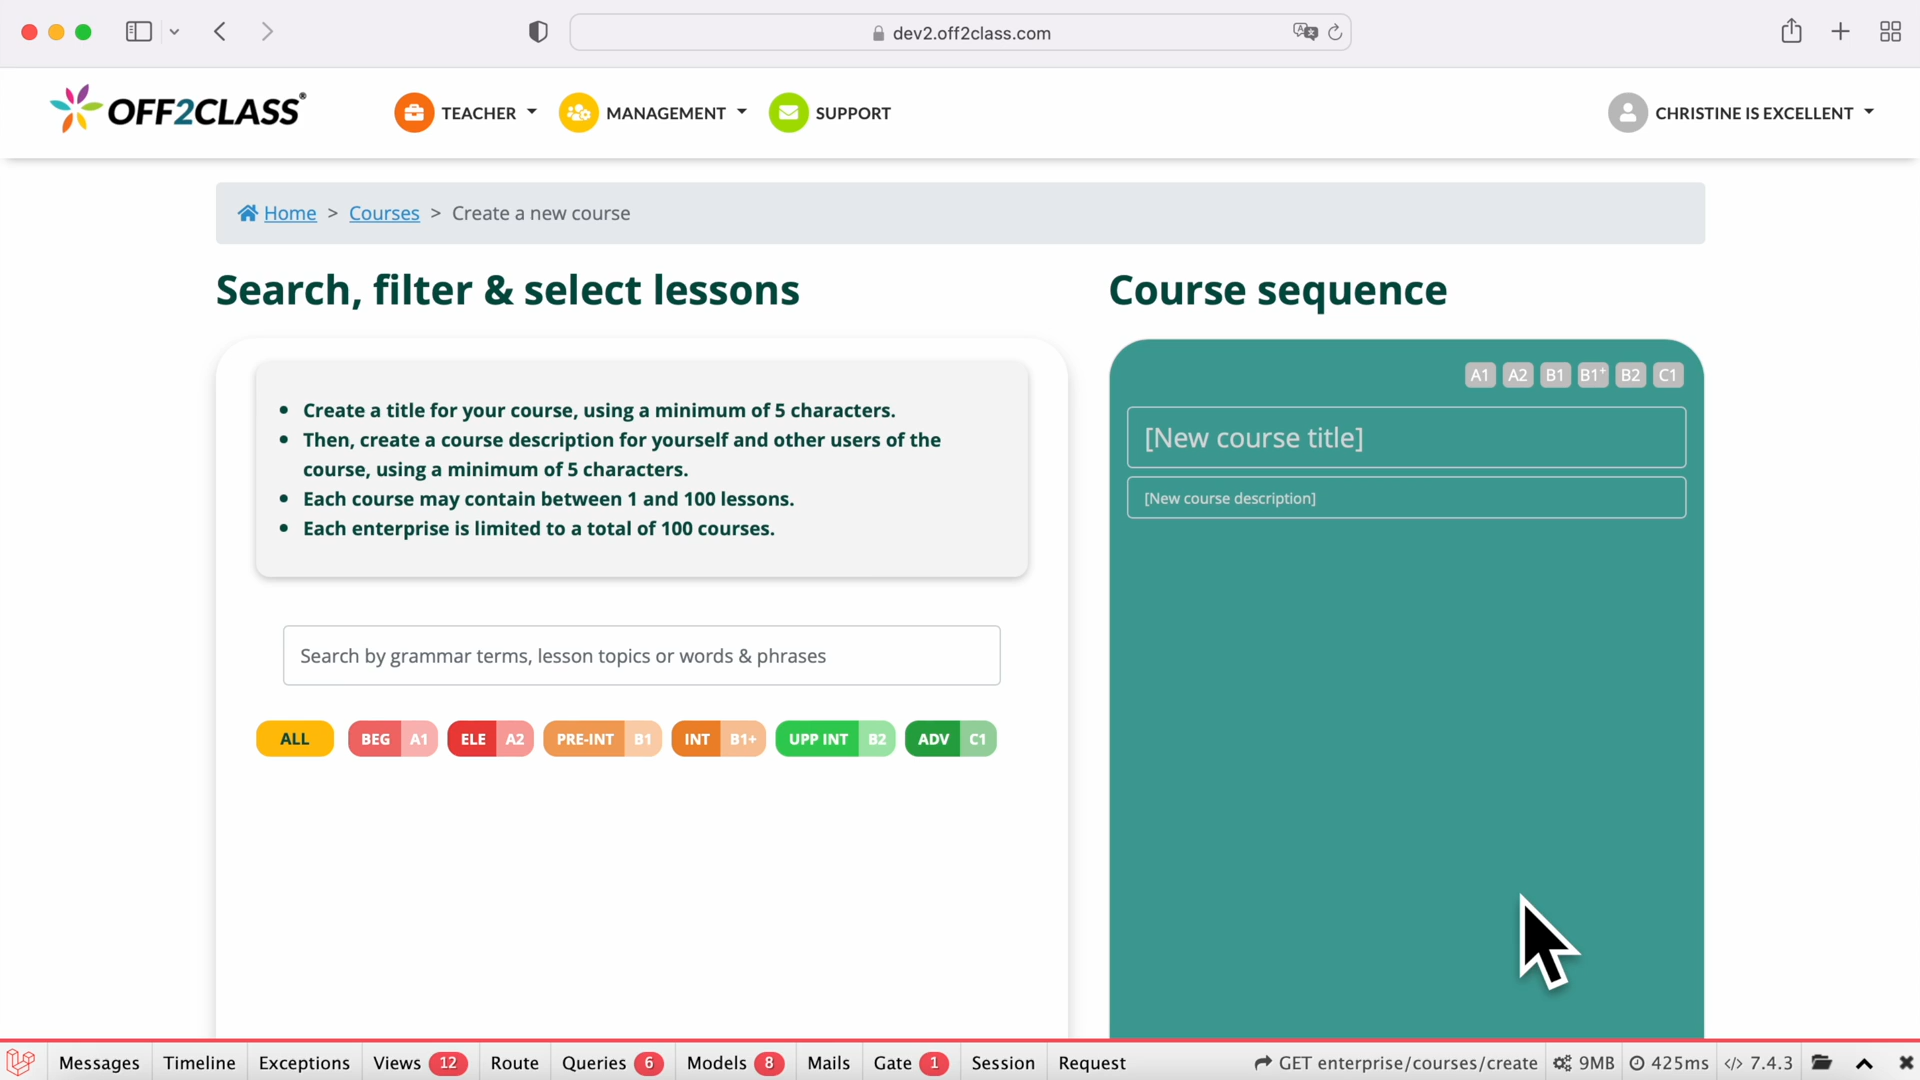 dev2.off2class.com
OFF2CLASS®
TEACHER
MANAGEMENT
SUPPORT
CHRISTINE IS EXCELLENT
Home > Courses > Create a new course
Search, filter & select lessons
Course sequence
• Create a title for your course, using a minimum of 5 characters.
• Then, create a course description for yourself and other users of the
course, using a minimum of 5 characters.
• Each course may contain between 1 and 100 lessons.
• Each enterprise is limited to a total of 100 courses.
Search by grammar terms, lesson topics or words & phrases
ALL BEG A1 ELE A2 PRE-INT B1 INT B1+ UPP INT B2 ADV C1
A1 A2 B1 B1+ B2 C1
[New course title]
[New course description]
Messages Timeline Exceptions Views 12 Route Queries 6 Models 8 Mails Gate 1 Session Request GET enterprise/courses/create 9MB 425ms </> 7.4.3